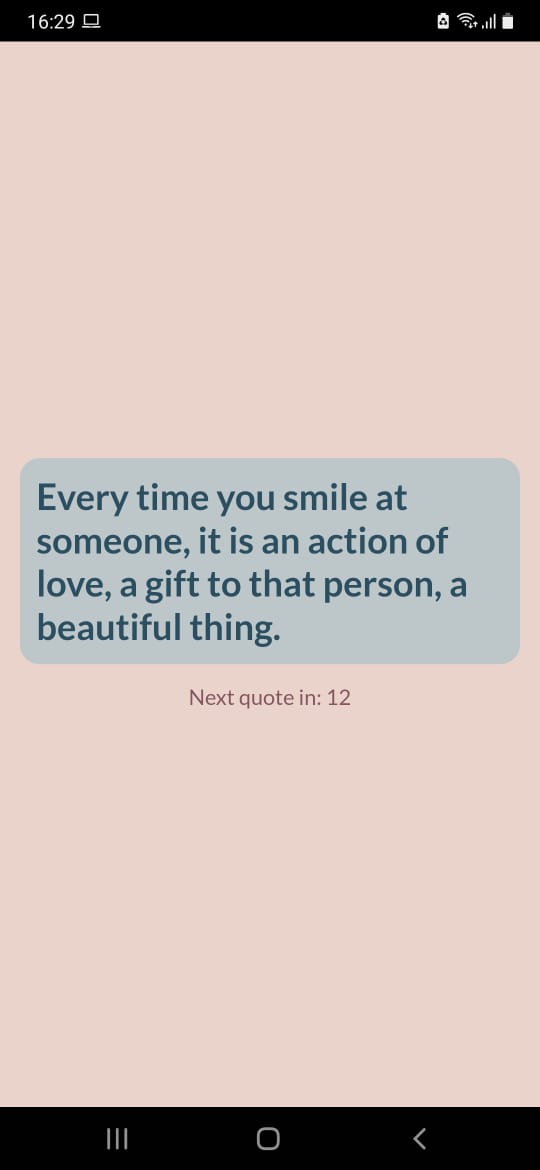 16:29
Every time you smile at
someone, it is an action of
love, a gift to that person, a
beautiful thing.
Next quote in: 12